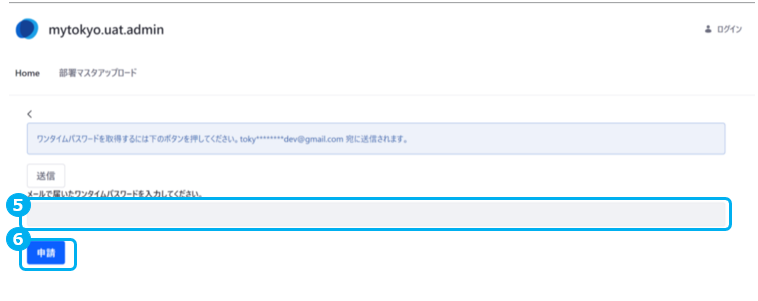 mytokyo.uat.admin
ログイン
Home 部署マスタアップロード
ワンタイムパスワードを取得するには下のボタンを押してください。toky********dev@gmail.com 宛に送信されます。
送信
メールで届いたワンタイムパスワードを入力してください。
5
6
申請